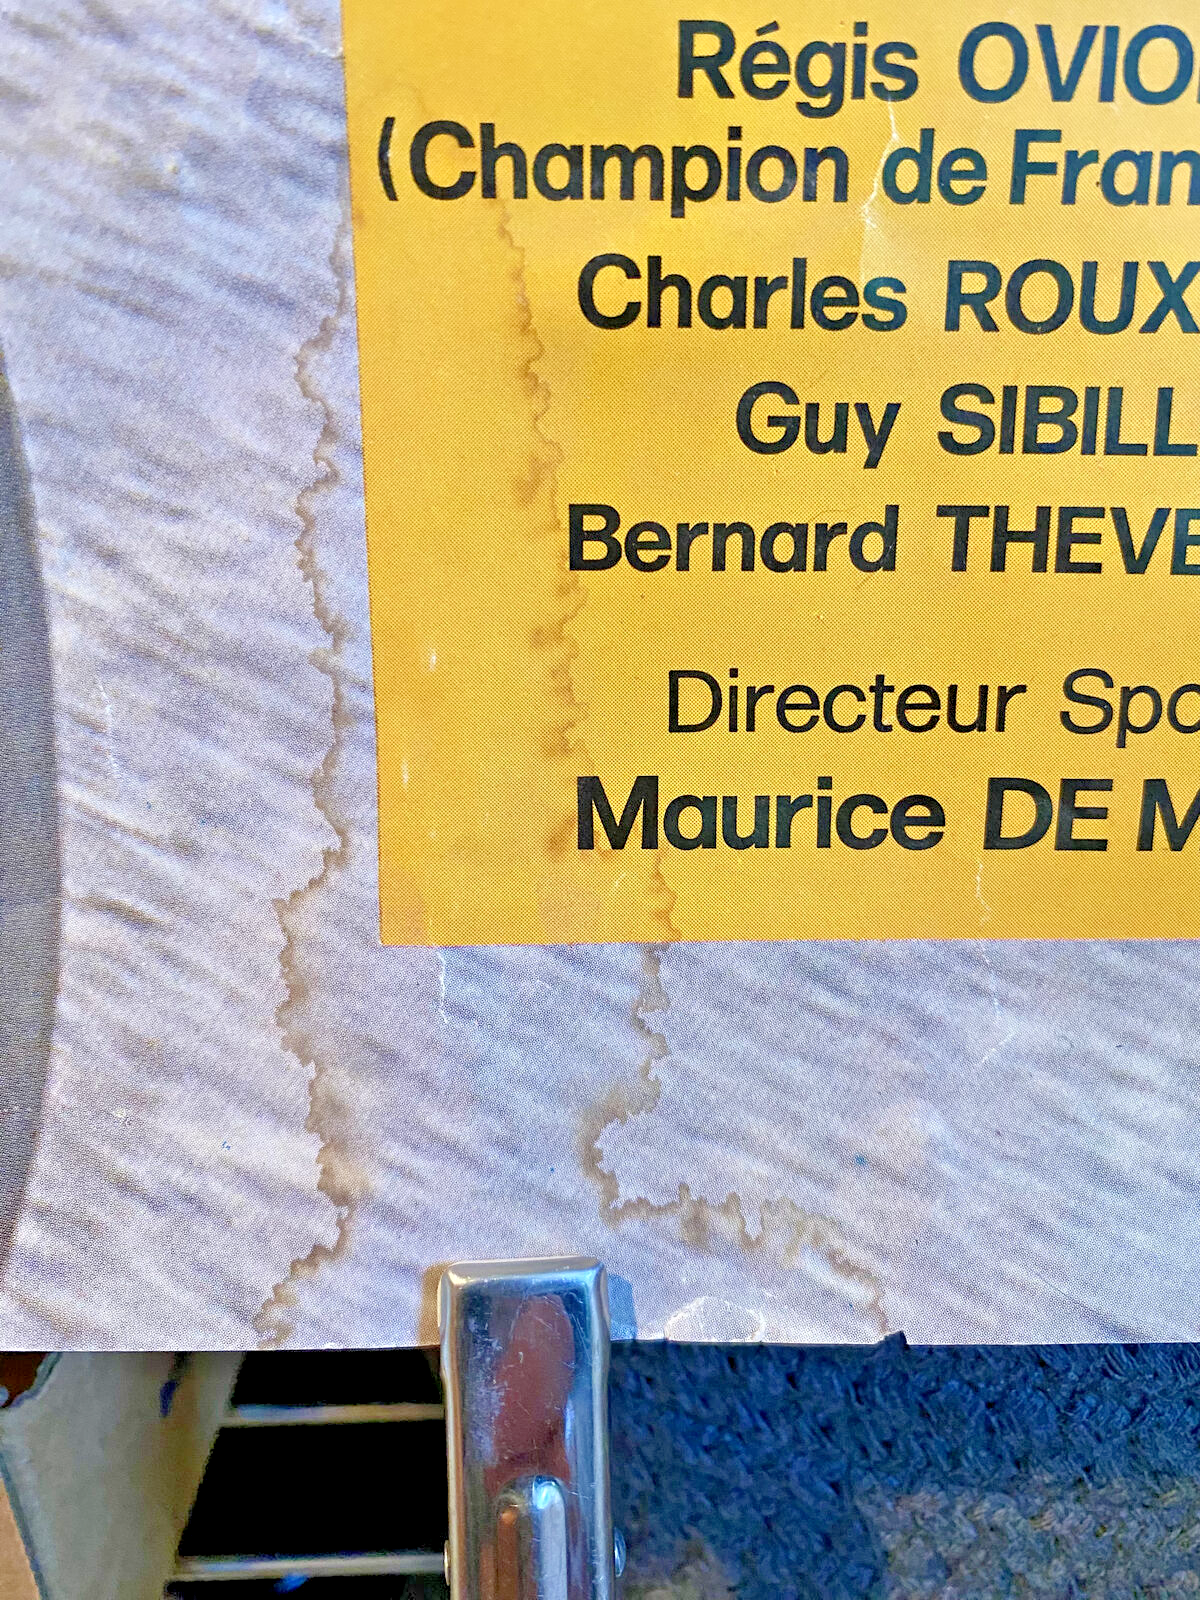 Régis OVIO
(Champion de Fran
Charles ROUX
Guy SIBILL
Bernard THEVE
Directeur Spo
Maurice DE M